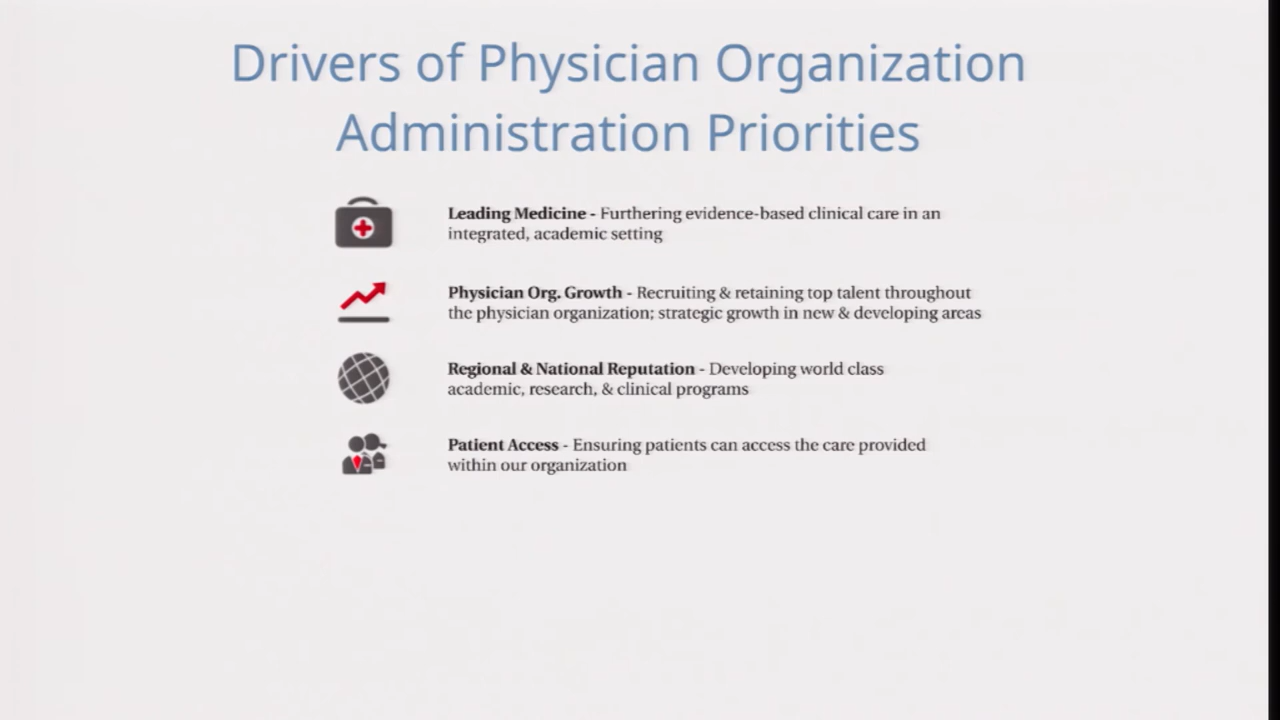 Drivers of Physician Organization
Administration Priorities
Leading Medicine - Furthering evidence-based clinical care in an
integrated, academic setting
Physician Org. Growth - Recruiting & retaining top talent throughout
the physician organization; strategic growth in new & developing areas
Regional & National Reputation - Developing world class
academic, research, & clinical programs
Patient Access - Ensuring patients can access the care provided
within our organization